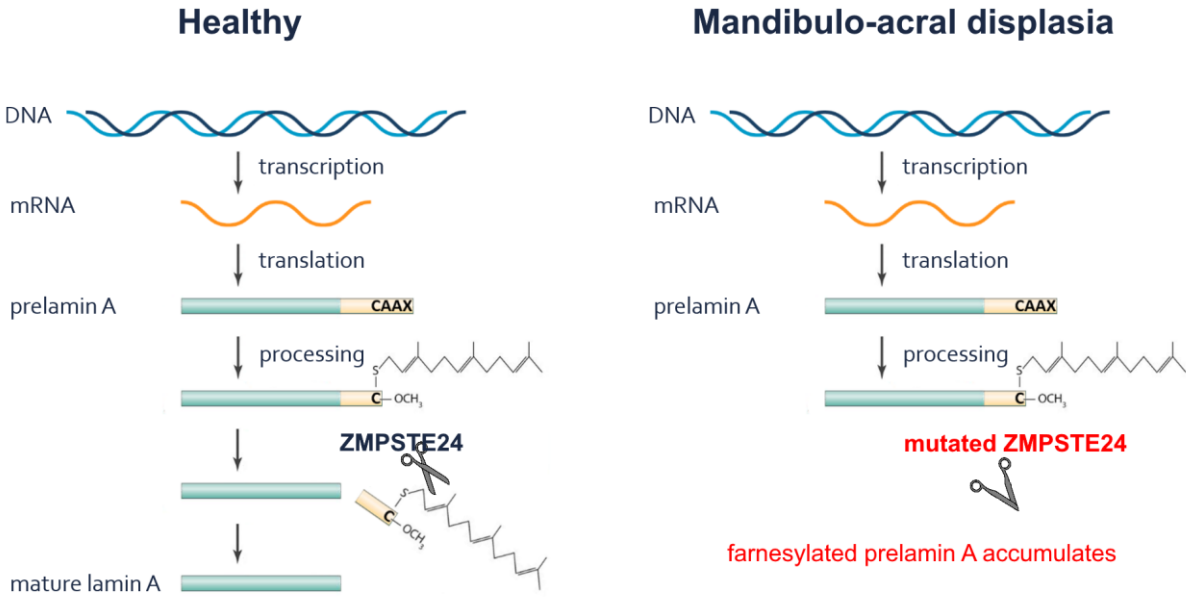 Healthy
DNA
transcription
mRNA
translation
prelamin A
CAAX
processing
S
C-OCH3
ZMPSTE24
S
C
OCH3
mature lamin A
Mandibulo-acral displasia
DNA
transcription
mRNA
translation
prelamin A
CAAX
processing
S
C-OCH3
mutated ZMPSTE24
farnesylated prelamin A accumulates